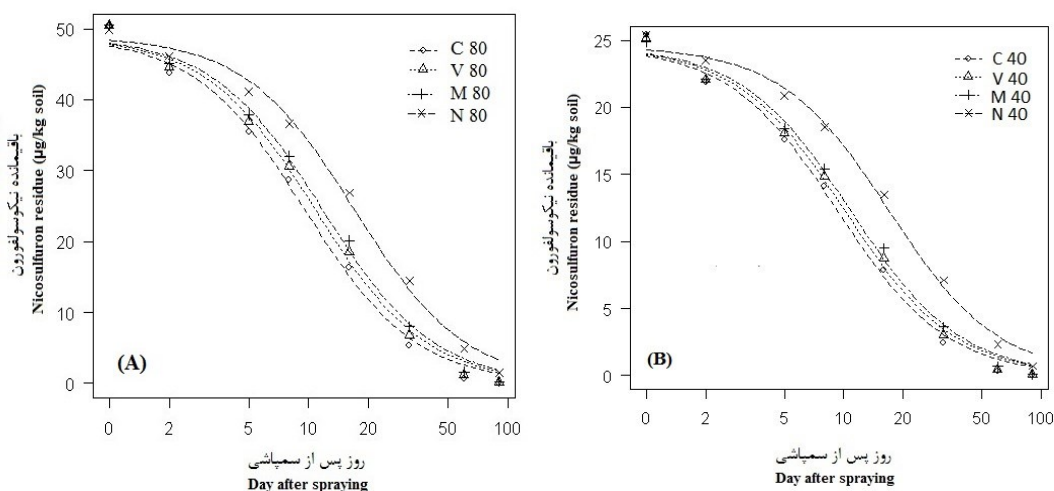 باقیمانده نیکوسولفورون
Nicosulfuron residue (µg/kg soil)
50
40
30
20
10
0
C 80
V 80
M 80
N 80
(A)
0 2 5 10 20 50 100
روز پس از سمپاشی
Day after spraying
باقیمانده نیکوسولفورون
Nicosulfuron residue (µg/kg soil)
25
20
15
10
5
0
C 40
V 40
M 40
N 40
(B)
0 2 5 10 20 50 100
روز پس از سمپاشی
Day after spraying